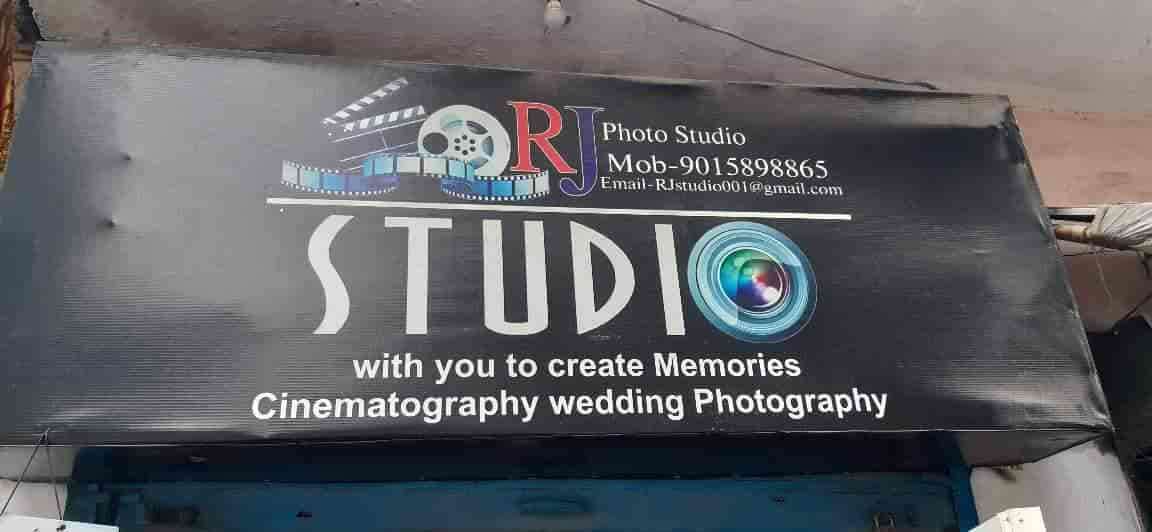 RJ Photo Studio
Mob-9015898865
Email-RJstudio001@gmail.com
STUDIO
with you to create Memories
Cinematography wedding Photography